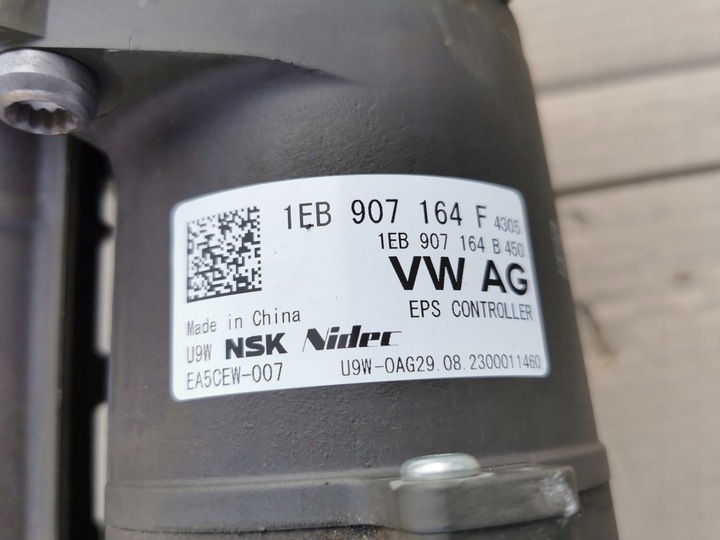 1EB 907 164 F 4305
1EB 907 164 B 450
VW AG
EPS CONTROLLER
Made in China
U9W NSK Nidec
EA5CEW-007
U9W-0AG29.08.2300011460